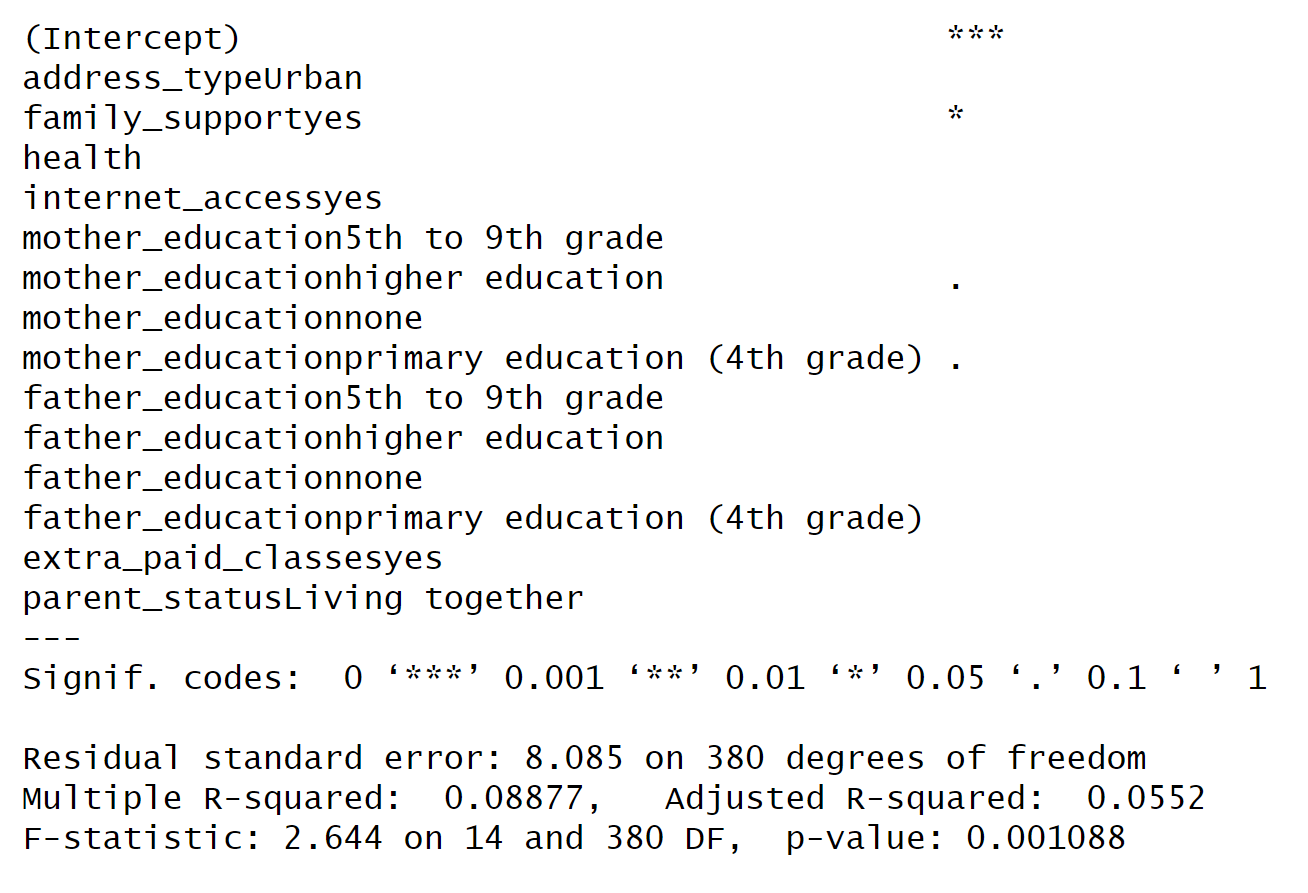 (Intercept)                                   ***
address_typeUrban
family_supportyes                             *
health
internet_accessyes
mother_education5th to 9th grade
mother_educationhigher education              .
mother_educationnone
mother_educationprimary education (4th grade) .
father_education5th to 9th grade
father_educationhigher education
father_educationnone
father_educationprimary education (4th grade)
extra_paid_classesyes
parent_statusLiving together
---
Signif. codes:  0 ‘***’ 0.001 ‘**’ 0.01 ‘*’ 0.05 ‘.’ 0.1 ‘ ’ 1
Residual standard error: 8.085 on 380 degrees of freedom
Multiple R-squared:  0.08877,   Adjusted R-squared:  0.0552
F-statistic: 2.644 on 14 and 380 DF,  p-value: 0.001088